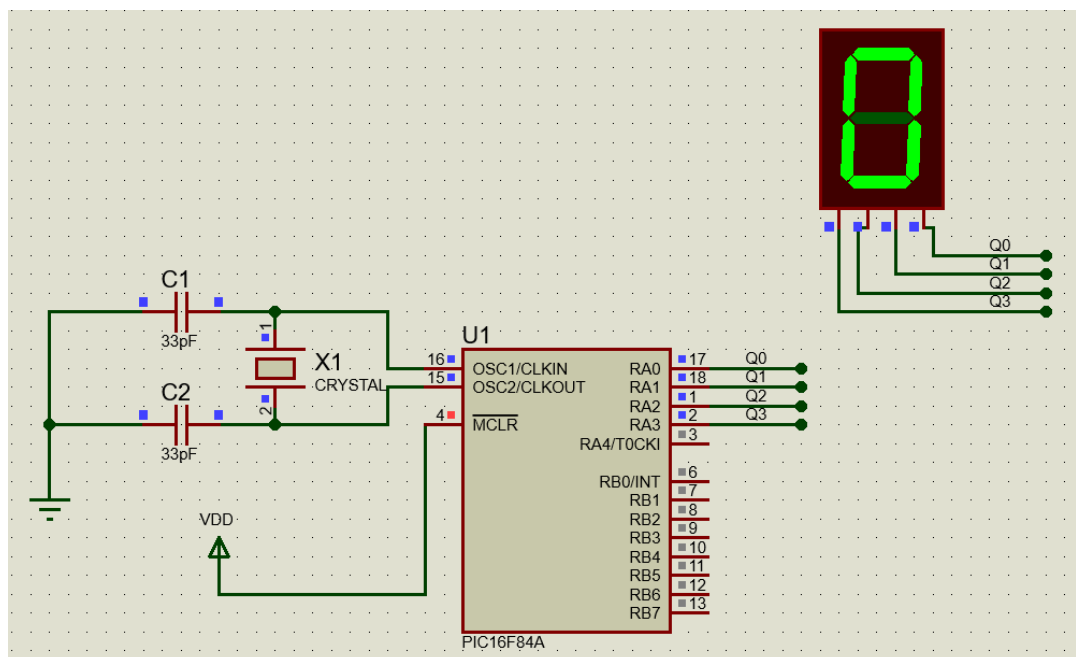 Q0
Q1
Q2
Q3
C1
33pF
1
X1
CRYSTAL
2
C2
33pF
VDD
U1
16 OSC1/CLKIN
15 OSC2/CLKOUT
4 MCLR
RA0 17 Q0
RA1 18 Q1
RA2 1 Q2
RA3 2 Q3
RA4/T0CKI 3
RB0/INT 6
RB1 7
RB2 8
RB3 9
RB4 10
RB5 11
RB6 12
RB7 13
PIC16F84A
0